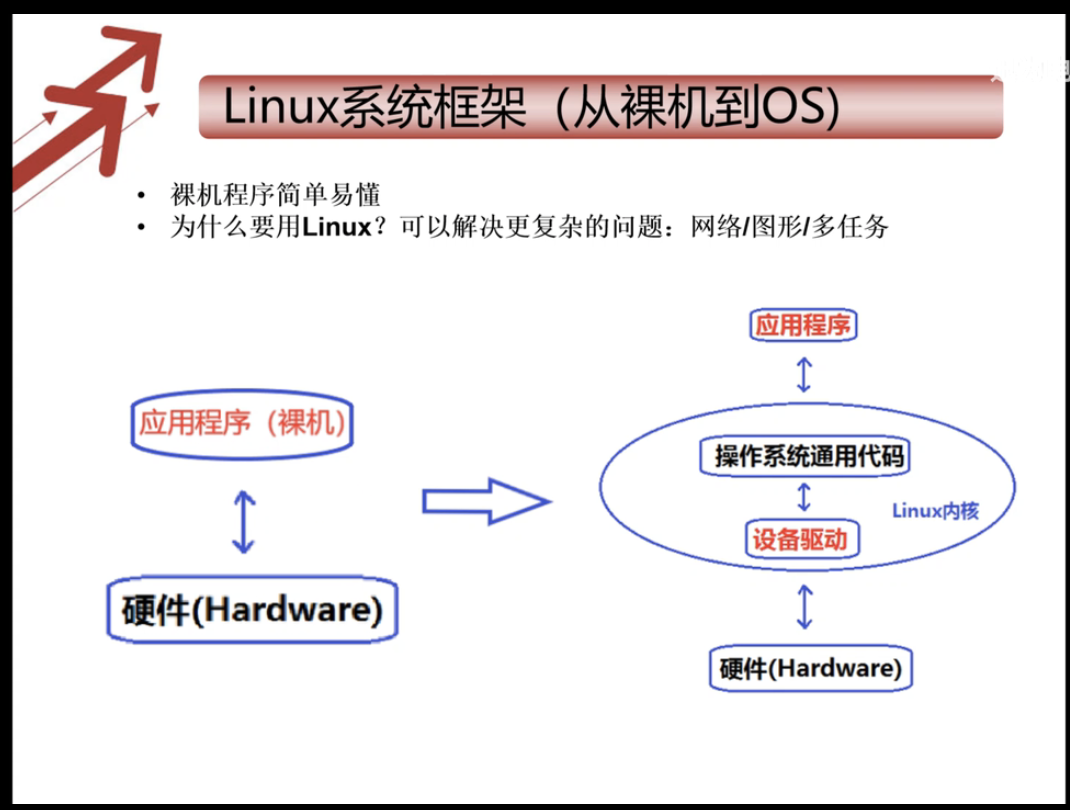 Linux系统框架（从裸机到OS)
• 裸机程序简单易懂
• 为什么要用Linux？可以解决更复杂的问题：网络/图形/多任务
应用程序（裸机）
硬件(Hardware)
应用程序
操作系统通用代码
Linux内核
设备驱动
硬件(Hardware)